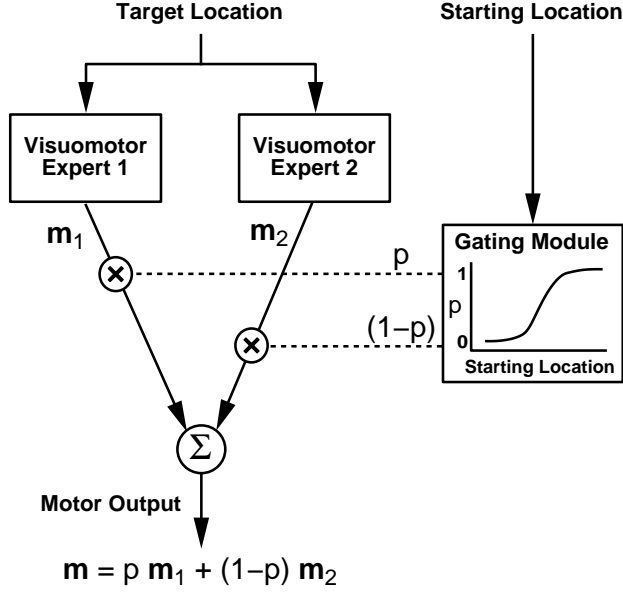 Target Location
Starting Location
Visuomotor
Expert 1
Visuomotor
Expert 2
m1
m2
Gating Module
p
1
p
(1−p)
0
Starting Location
Σ
Motor Output
m = p m1 + (1−p) m2